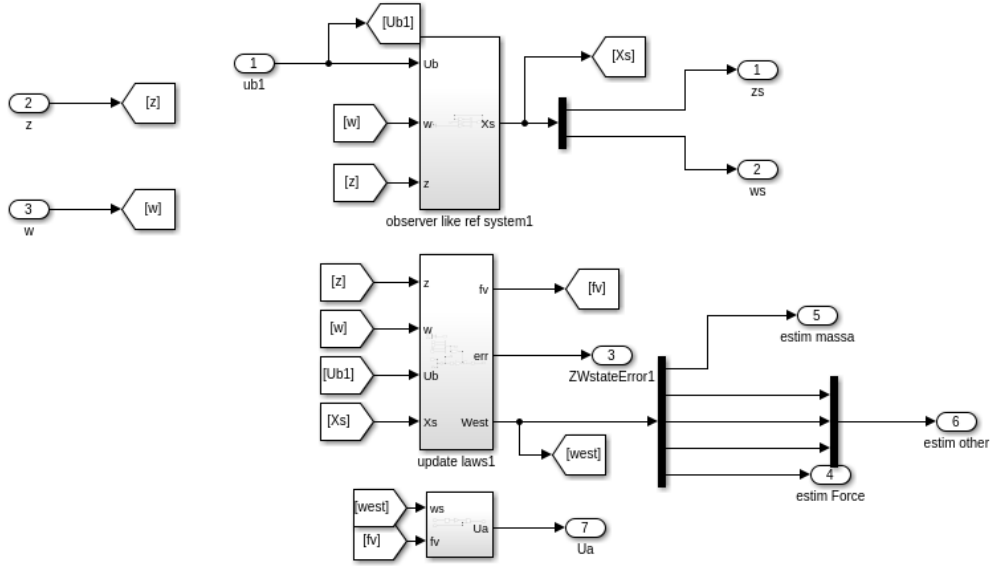 [Ub1]
1
ub1
Ub
[Xs]
1
zs
2
z
[z]
[w]
w
Xs
2
ws
[z]
z
3
w
[w]
observer like ref system1
[z]
z
fv
[fv]
[w]
w
5
estim massa
err
3
ZWstateError1
[Ub1]
Ub
[Xs]
Xs
West
6
estim other
update laws1
[west]
4
estim Force
[west]
ws
Ua
7
Ua
[fv]
fv